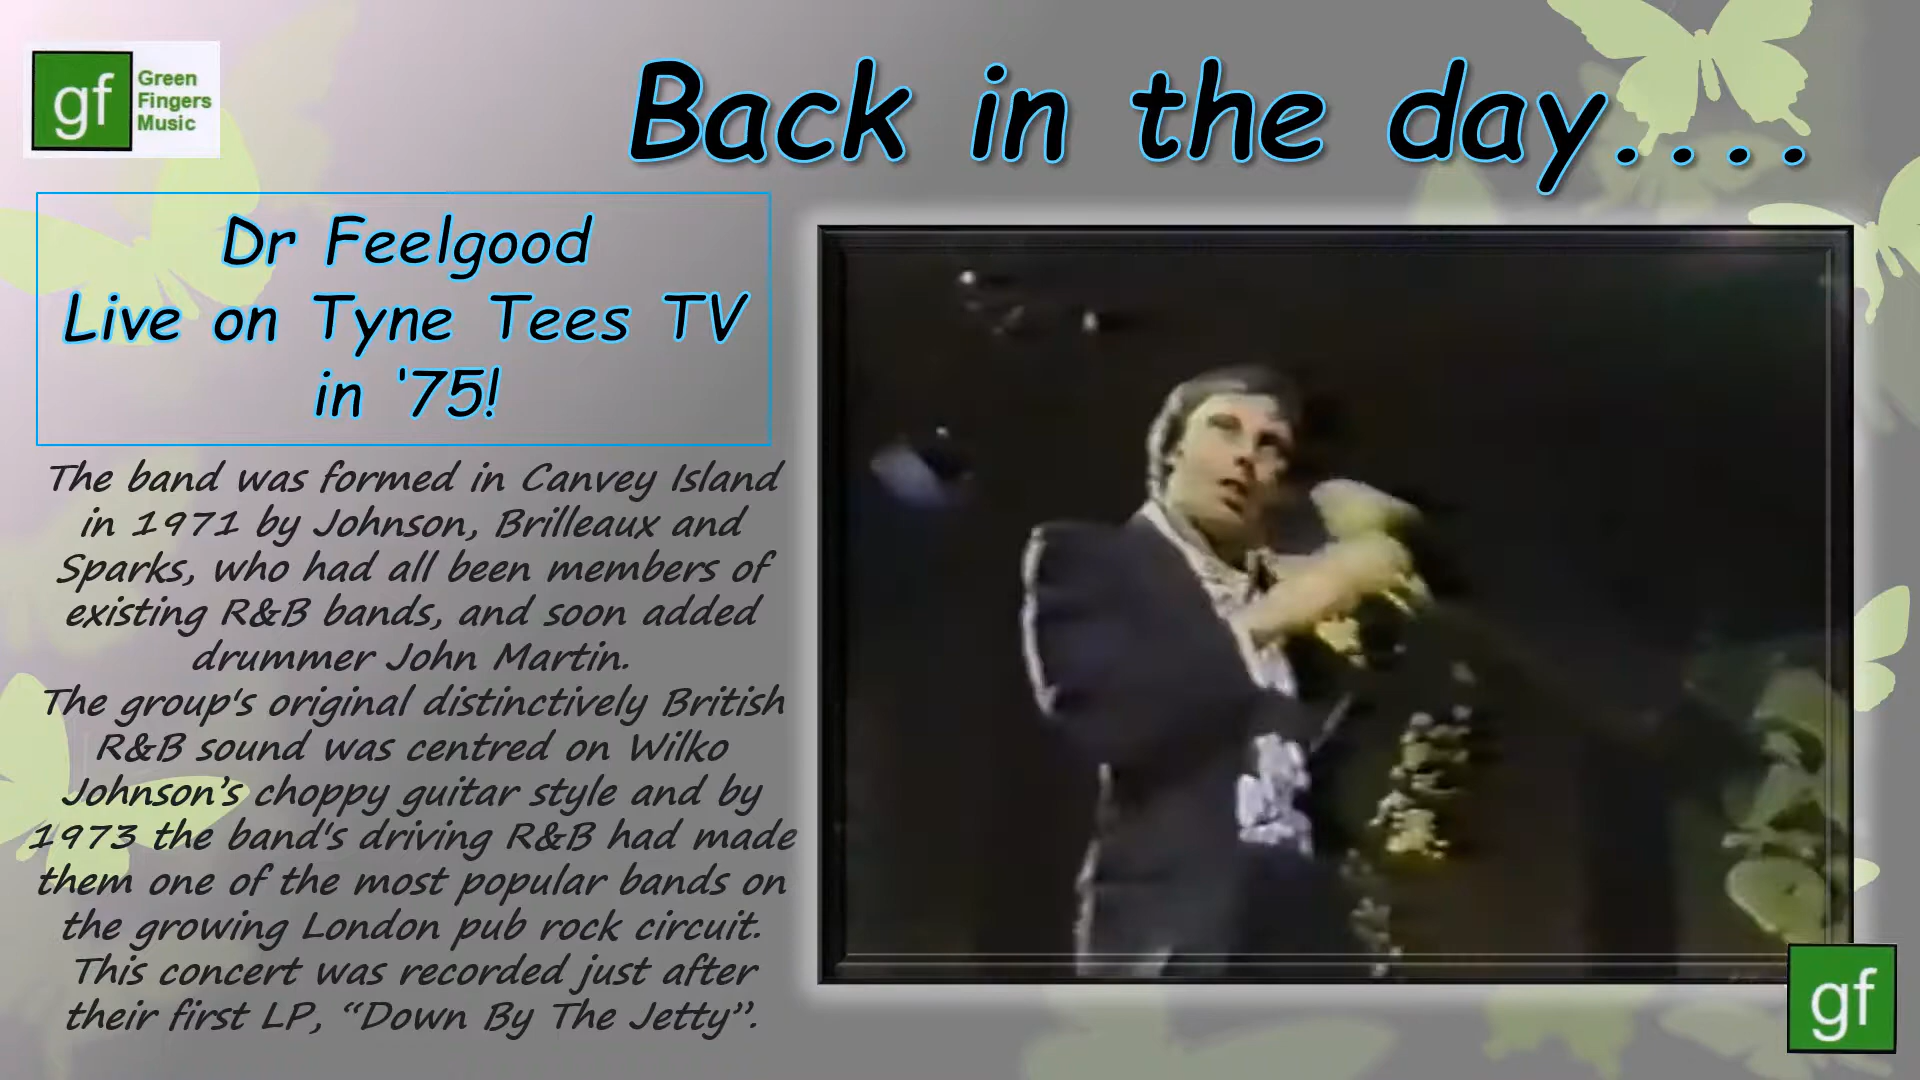 gf
Green
Fingers
Music
Back in the day....
Dr Feelgood
Live on Tyne Tees TV
in '75!
The band was formed in Canvey Island
in 1971 by Johnson, Brilleaux and
Sparks, who had all been members of
existing R&B bands, and soon added
drummer John Martin.
The group's original distinctively British
R&B sound was centred on Wilko
Johnson’s choppy guitar style and by
1973 the band's driving R&B had made
them one of the most popular bands on
the growing London pub rock circuit.
This concert was recorded just after
their first LP, “Down By The Jetty”.
gf